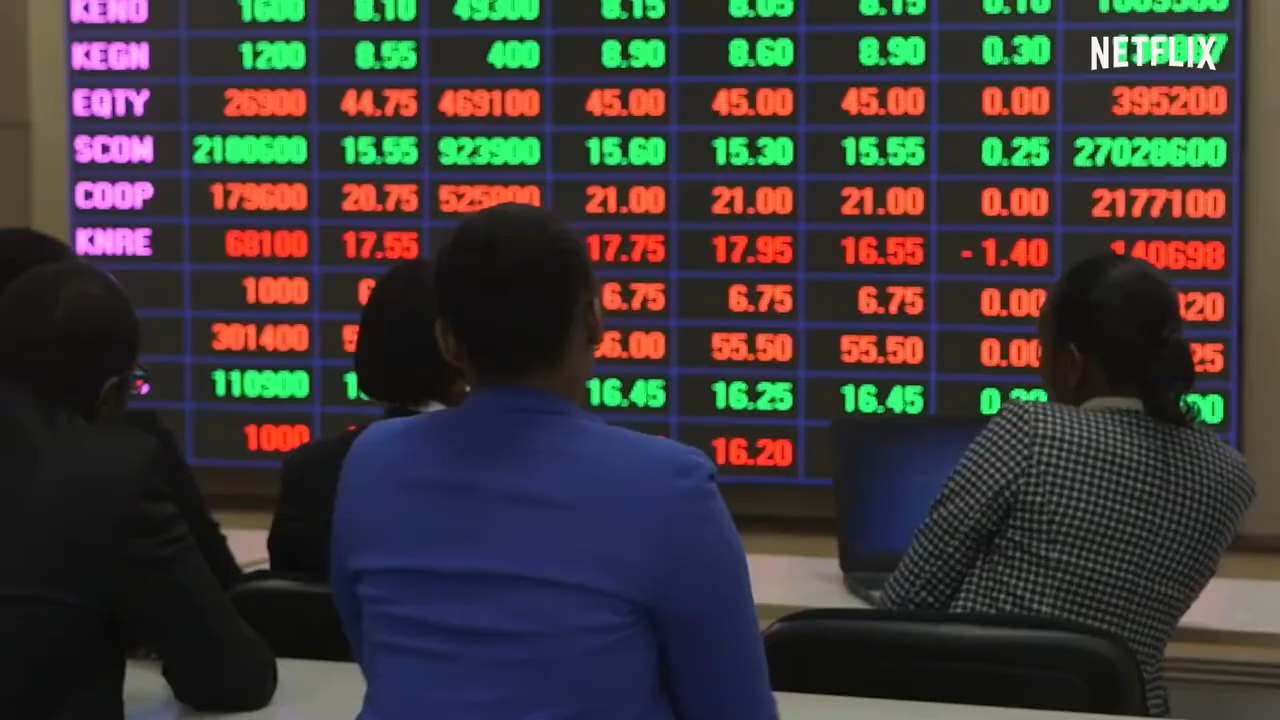 KENO 1600 8.10 49300 8.15 8.05 8.15 0.10
NETFLIX
KEGN 1200 8.55 400 8.90 8.60 8.90 0.30
EQTY 26900 44.75 469100 45.00 45.00 45.00 0.00 395200
SCOM 2180600 15.55 923900 15.60 15.30 15.55 0.25 27028600
COOP 179600 20.75 21.00 21.00 21.00 0.00 2177100
KNRE 68100 17.55 17.75 17.95 16.55 -1.40 140698
1000 6.75 6.75 6.75 0.00
301400 55.50 55.50 0.00
110900 16.45 16.25 16.45
1000 16.20